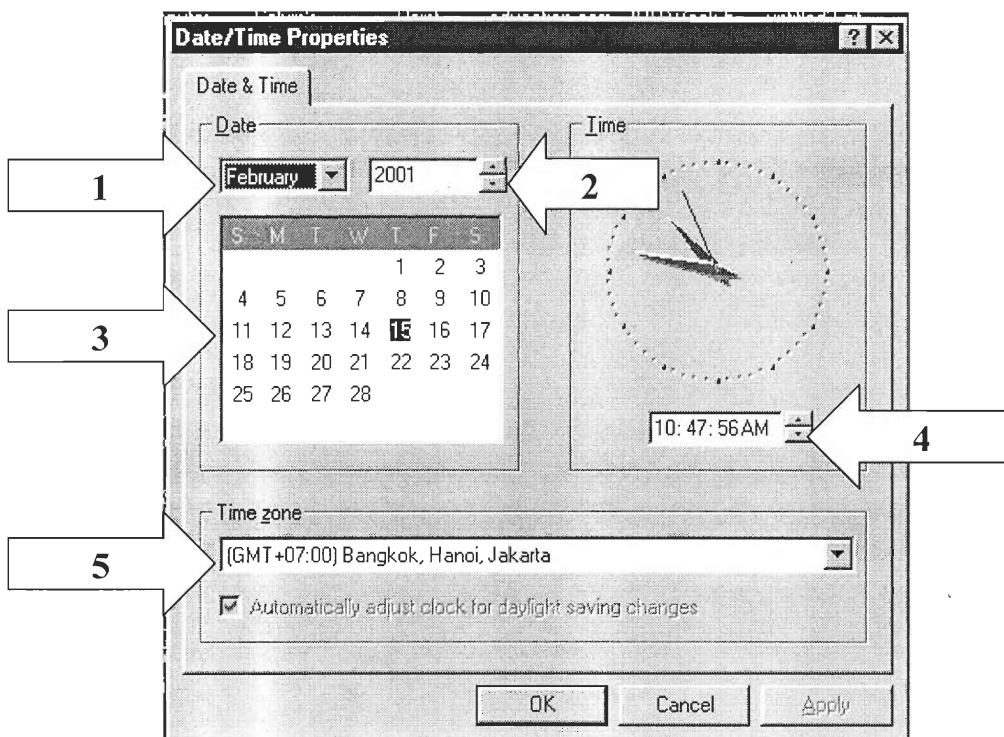 Date/Time Properties
Date & Time
Date
Time
1
February
2001
2
S M T W T F S
1 2 3
4 5 6 7 8 9 10
3
11 12 13 14 15 16 17
18 19 20 21 22 23 24
25 26 27 28
10:47:56AM
4
Time zone
5
(GMT+07:00) Bangkok, Hanoi, Jakarta
Automatically adjust clock for daylight saving changes
OK Cancel Apply